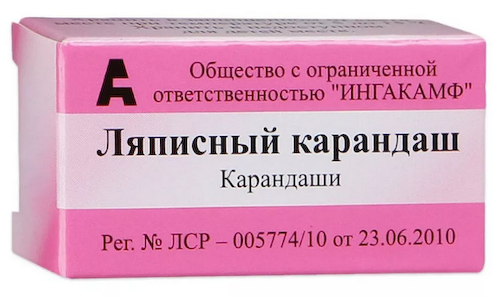 Общество с ограниченной
ответственностью "ИНГАКАМФ"
Ляписный карандаш
Карандаши
Рег. № ЛСР – 005774/10 от 23.06.2010